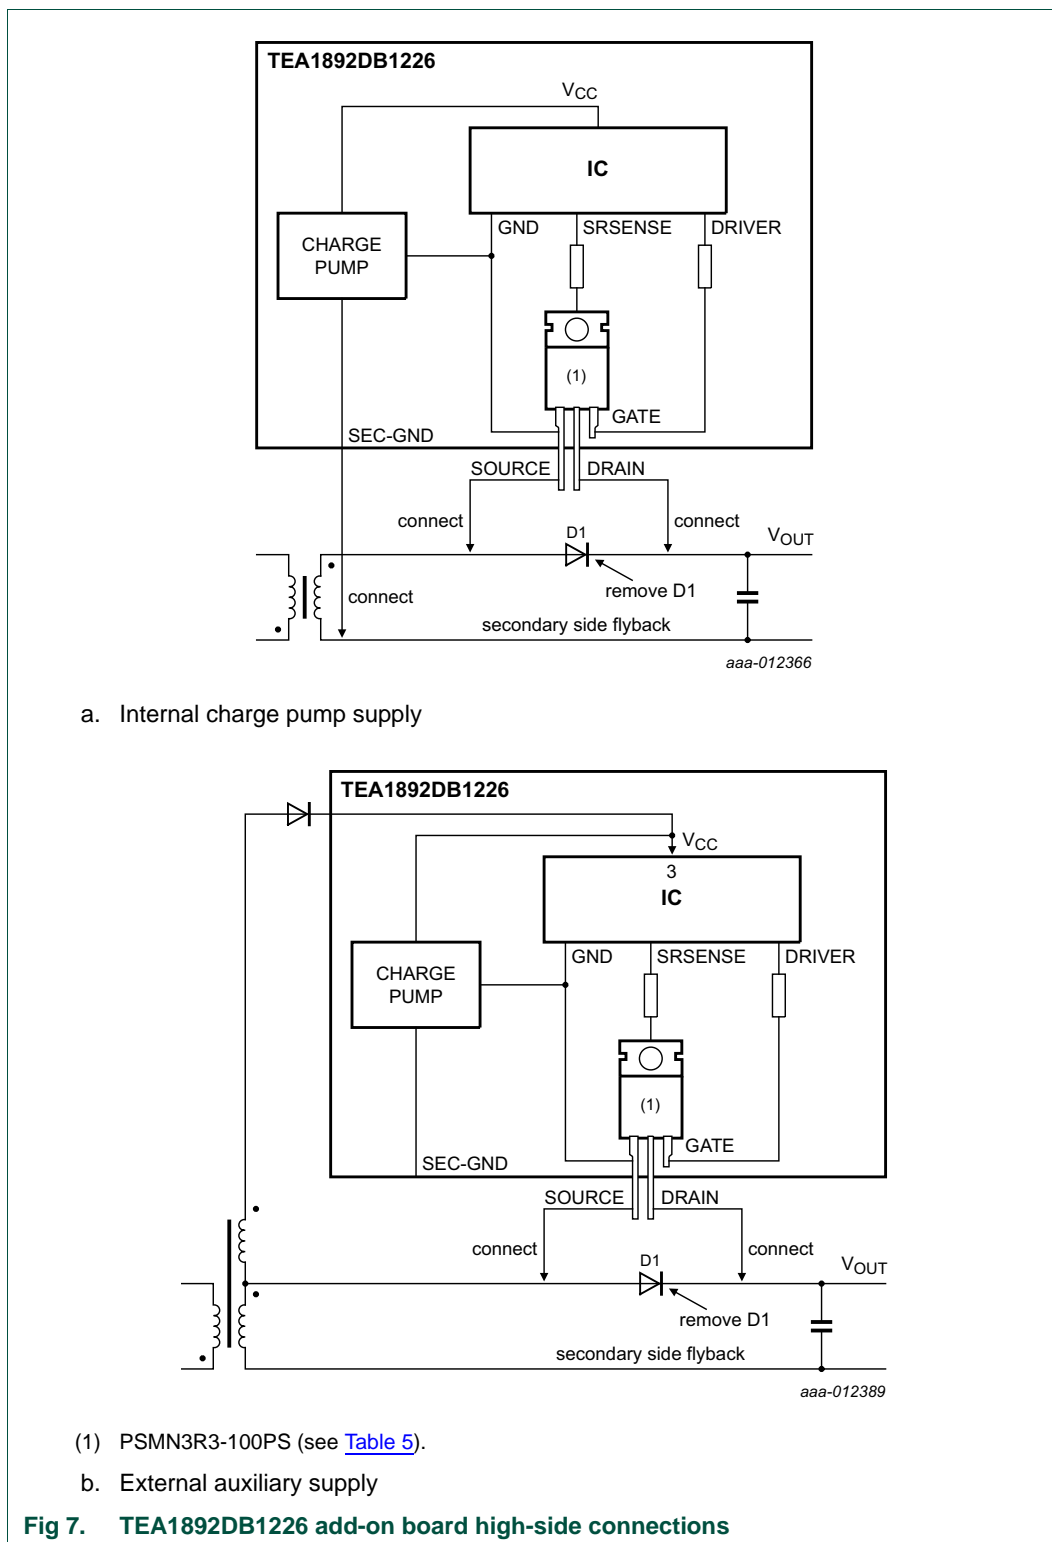 TEA1892DB1226
VCC
IC
GND
SRSENSE
DRIVER
CHARGE
PUMP
(1)
GATE
SEC-GND
SOURCE
DRAIN
connect
connect
D1
VOUT
remove D1
connect
secondary side flyback
aaa-012366
a. Internal charge pump supply
TEA1892DB1226
VCC
3
IC
GND
SRSENSE
DRIVER
CHARGE
PUMP
(1)
GATE
SEC-GND
SOURCE
DRAIN
connect
connect
D1
VOUT
remove D1
secondary side flyback
aaa-012389
(1) PSMN3R3-100PS (see Table 5).
b. External auxiliary supply
Fig 7. TEA1892DB1226 add-on board high-side connections